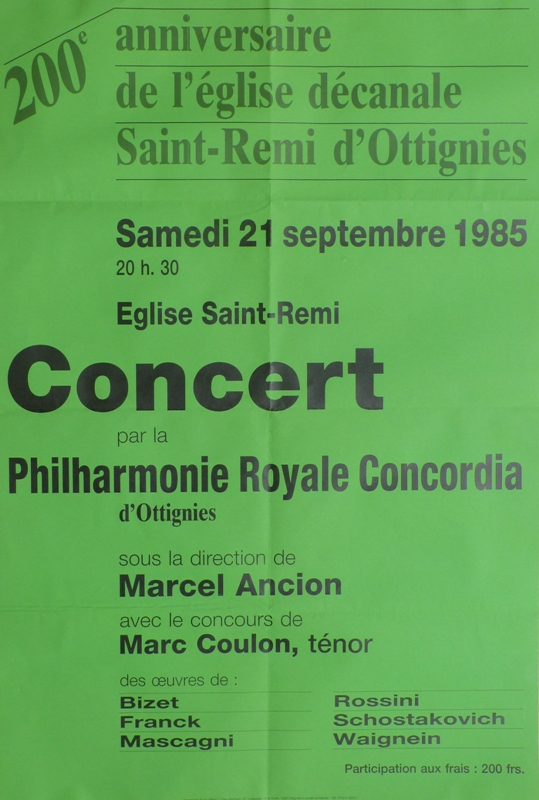 200e anniversaire
de l'église décanale
Saint-Remi d'Ottignies
Samedi 21 septembre 1985
20 h. 30
Eglise Saint-Remi
Concert
par la
Philharmonie Royale Concordia
d'Ottignies
sous la direction de
Marcel Ancion
avec le concours de
Marc Coulon, ténor
des œuvres de :
Bizet
Franck
Mascagni
Rossini
Schostakovich
Waignein
Participation aux frais : 200 frs.